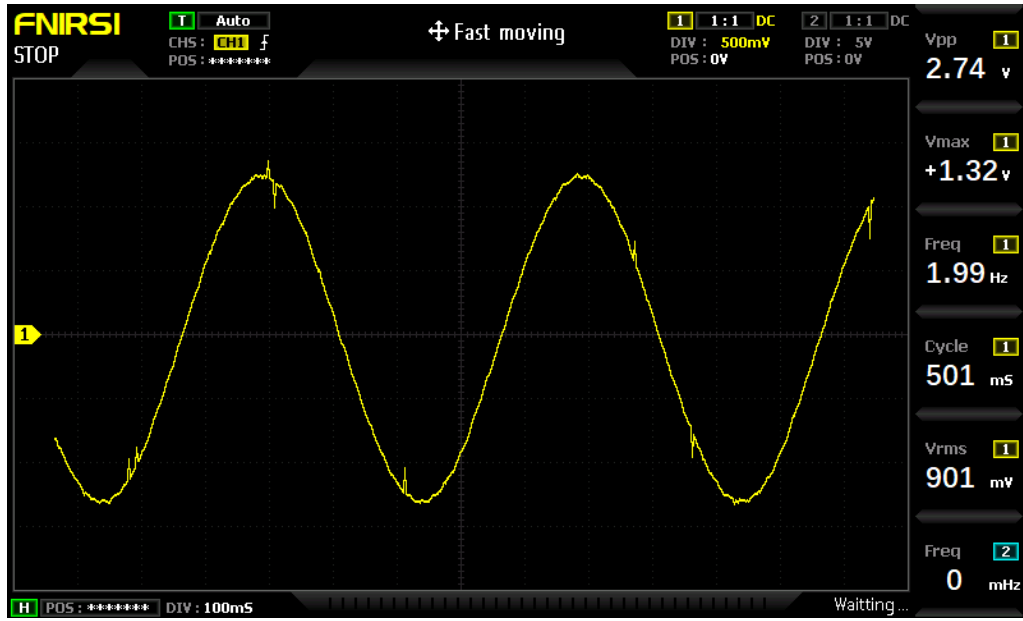 FNIRSI
STOP
T Auto
CHS: CH1
POS:********
Fast moving
1 1:1 DC
DIV: 500mV
POS:0V
2 1:1 DC
DIV: 5V
POS:0V
Vpp 1
2.74 V
Vmax 1
+1.32 V
Freq 1
1.99 Hz
Cycle 1
501 mS
Vrms 1
901 mV
Freq 2
0 mHz
1
H POS:******* DIV:100mS
Waitting...